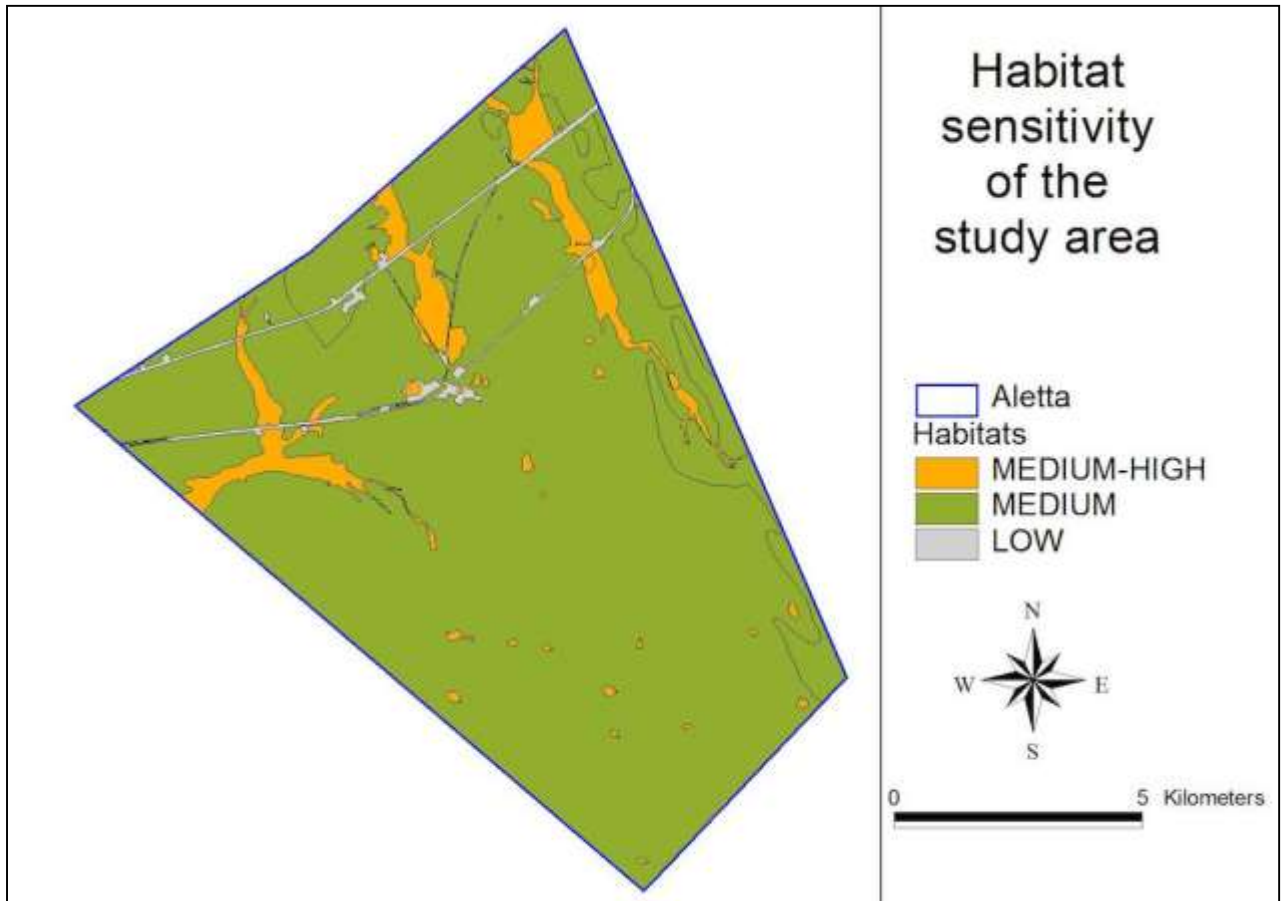 Habitat
sensitivity
of the
study area
Aletta
Habitats
MEDIUM-HIGH
MEDIUM
LOW
N
W E
S
0 5 Kilometers